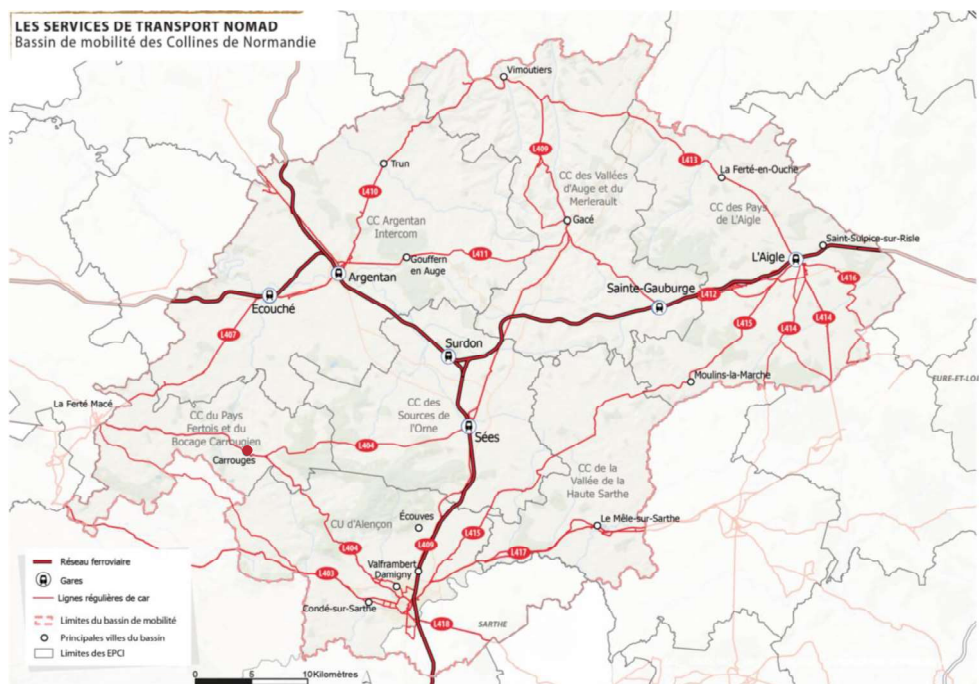 LES SERVICES DE TRANSPORT NOMAD
Bassin de mobilité des Collines de Normandie
Vimoutiers
L409
L413
La Ferté-en-Ouche
Trun
CC des Vallées
d'Auge et du
Merlerault
L410
CC des Pays
de L'Aigle
CC Argentan
Intercom
Gacé
Saint-Sulpice-sur-Risle
Gouffern
en Auge
L411
L'Aigle
Argentan
L416
Sainte-Gauburge
L412
Ecouché
L415
L414
L414
L407
Surdon
Moulins-la-Marche
EURE-ET-LOI
La Ferté Macé
CC du Pays
Fertois et du
Bocage Carrougien
CC des
Sources de
l'Orne
Sées
L404
Carrouges
CC de la
Vallée de la
Haute Sarthe
Écouves
CU d'Alençon
Le Mêle-sur-Sarthe
L415
L404
L409
L417
Valframbert
Damigny
L403
Condé-sur-Sarthe
L418
SARTHE
Réseau ferroviaire
Gares
Lignes régulières de car
Limites du bassin de mobilité
Principales villes du bassin
Limites des EPCI
0 5 10 Kilomètres